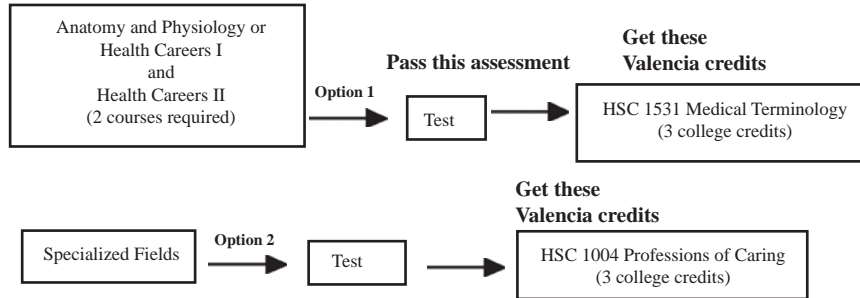 Anatomy and Physiology or
Health Careers I
and
Health Careers II
(2 courses required)
Option 1
Pass this assessment
Test
Get these
Valencia credits
HSC 1531 Medical Terminology
(3 college credits)
Specialized Fields
Option 2
Test
Get these
Valencia credits
HSC 1004 Professions of Caring
(3 college credits)